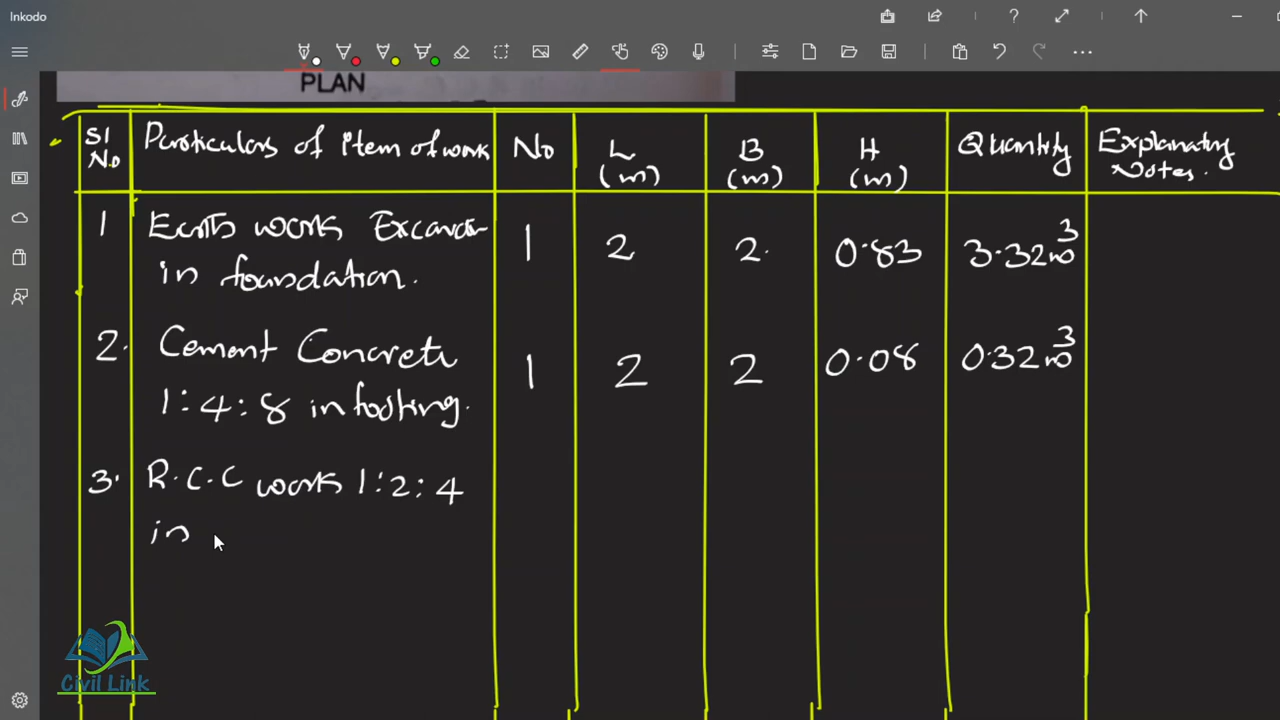 Inkodo
PLAN
Sl No Particulars of Item of work No L (m) B (m) H (m) Quantity Explanatory Notes.
1 Earth work Excavation in foundation. 1 2 2. 0.83 3.32m³
2. Cement Concrete 1:4:8 in footing. 1 2 2 0.08 0.32m³
3. R.C.C work 1:2:4
in
Civil Link